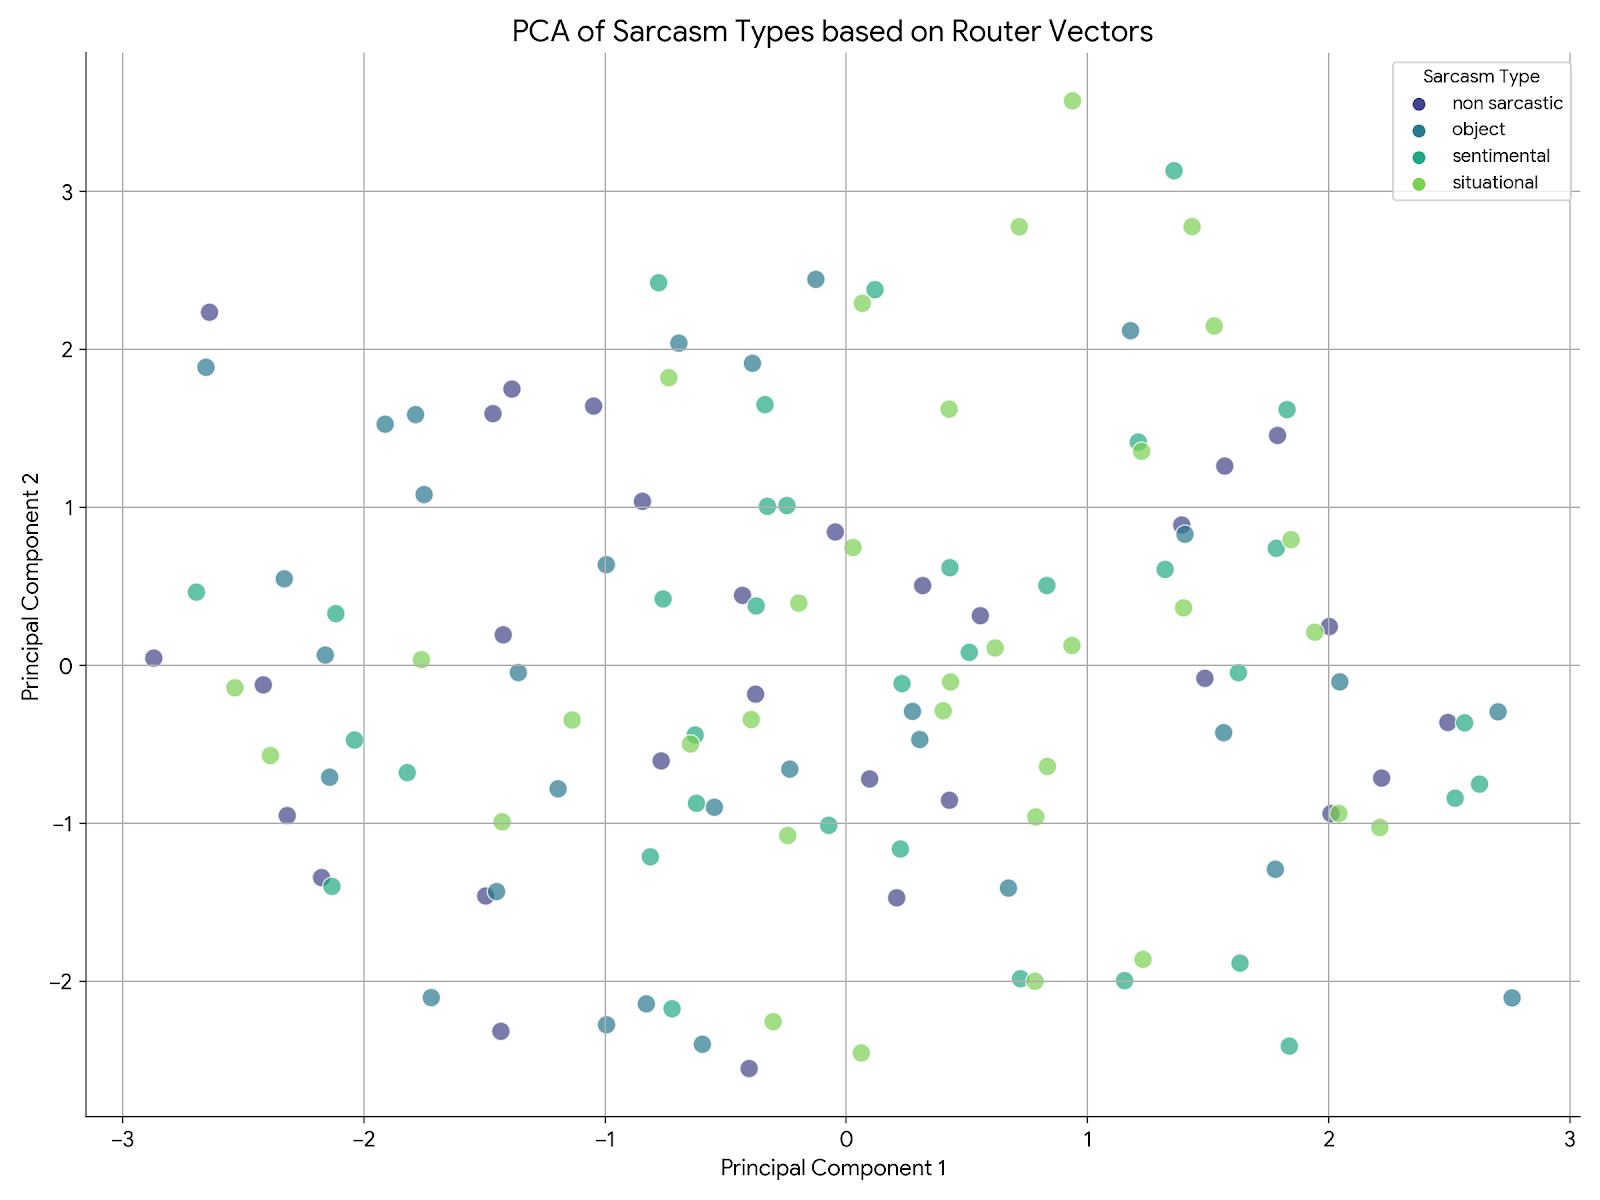 PCA of Sarcasm Types based on Router Vectors
Sarcasm Type
non sarcastic
object
sentimental
situational
Principal Component 2
3
2
1
0
−1
−2
−3
−2
−1
0
1
2
3
Principal Component 1